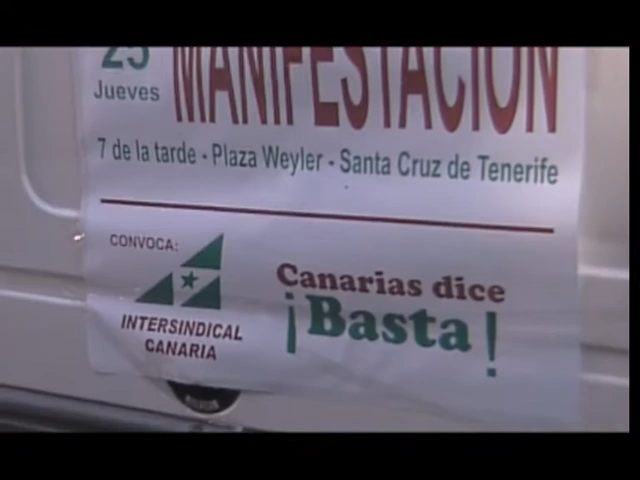 25
Jueves
MANIFESTACIÓN
7 de la tarde - Plaza Weyler - Santa Cruz de Tenerife
CONVOCA:
INTERSINDICAL
CANARIA
Canarias dice
¡Basta!